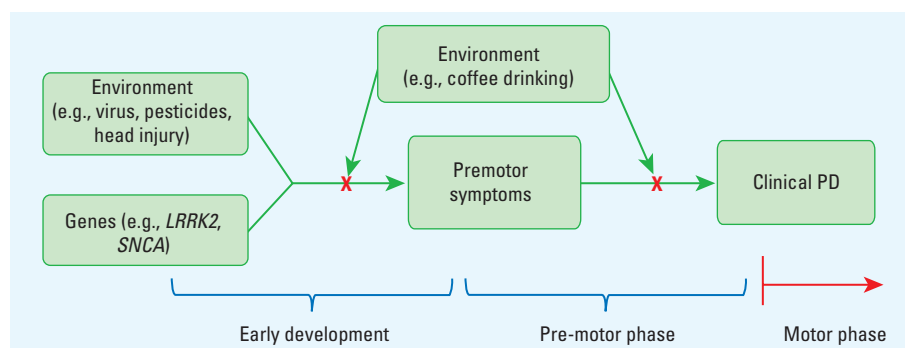 Environment
(e.g., coffee drinking)
Environment
(e.g., virus, pesticides,
head injury)
X
X
Premotor
symptoms
Clinical PD
Genes (e.g., LRRK2,
SNCA)
Early development
Pre-motor phase
Motor phase